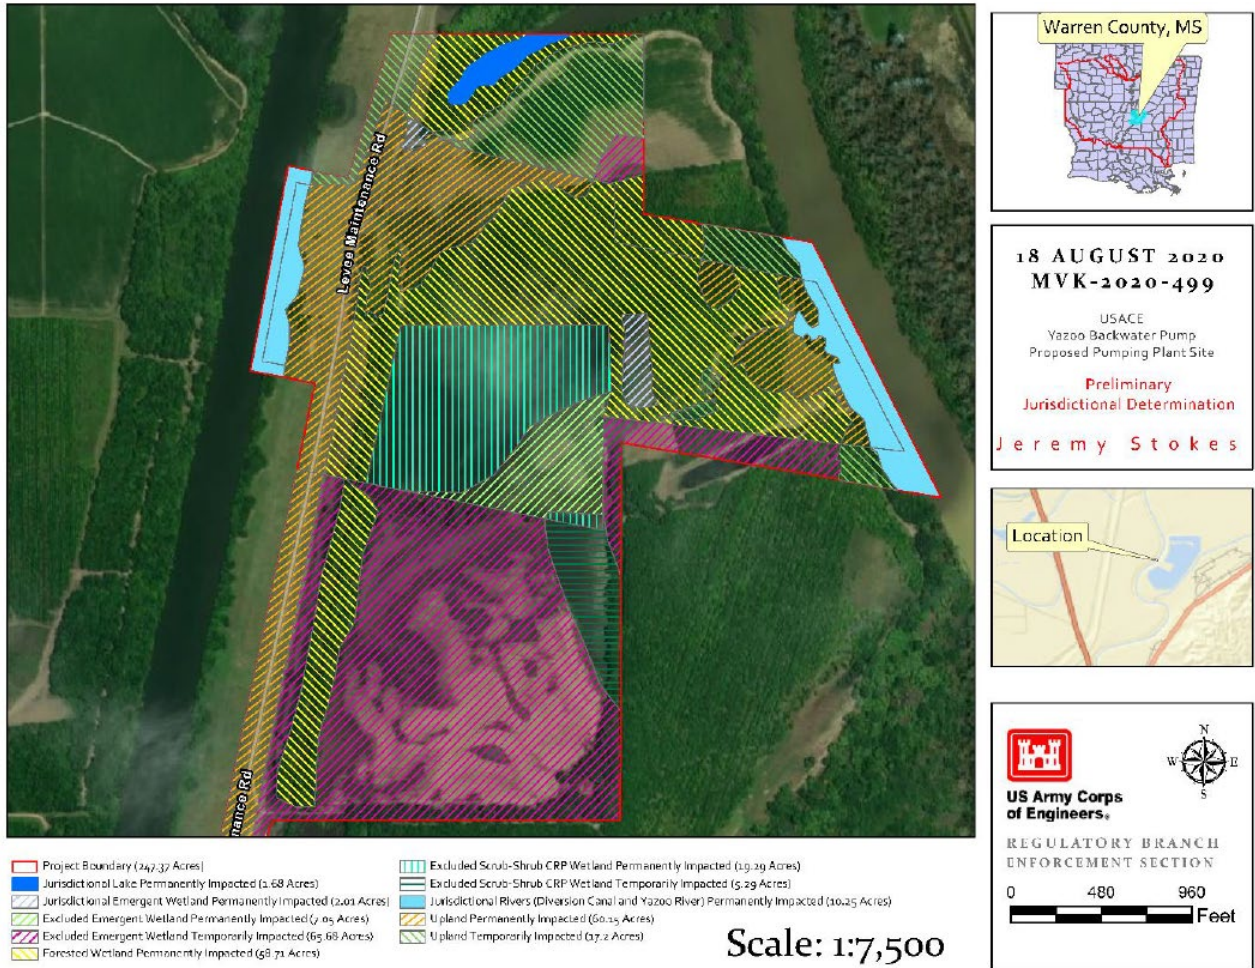 Levee Maintenance Rd
nance Rd
Warren County, MS
18 AUGUST 2020
MVK-2020-499
USACE
Yazoo Backwater Pump
Proposed Pumping Plant Site
Preliminary
Jurisdictional Determination
Jeremy Stokes
Location
US Army Corps
of Engineers®
N
W E
S
REGULATORY BRANCH
ENFORCEMENT SECTION
0 480 960
Feet
Project Boundary (247.37 Acres)
Jurisdictional Lake Permanently Impacted (1.68 Acres)
Jurisdictional Emergent Wetland Permanently Impacted (2.01 Acres)
Excluded Emergent Wetland Permanently Impacted (7.05 Acres)
Excluded Emergent Wetland Temporarily Impacted (65.68 Acres)
Forested Wetland Permanently Impacted (58.71 Acres)
Excluded Scrub-Shrub CRP Wetland Permanently Impacted (19.29 Acres)
Excluded Scrub-Shrub CRP Wetland Temporarily Impacted (5.29 Acres)
Jurisdictional Rivers (Diversion Canal and Yazoo River) Permanently Impacted (10.25 Acres)
Upland Permanently Impacted (60.15 Acres)
Upland Temporarily Impacted (17.2 Acres)
Scale: 1:7,500